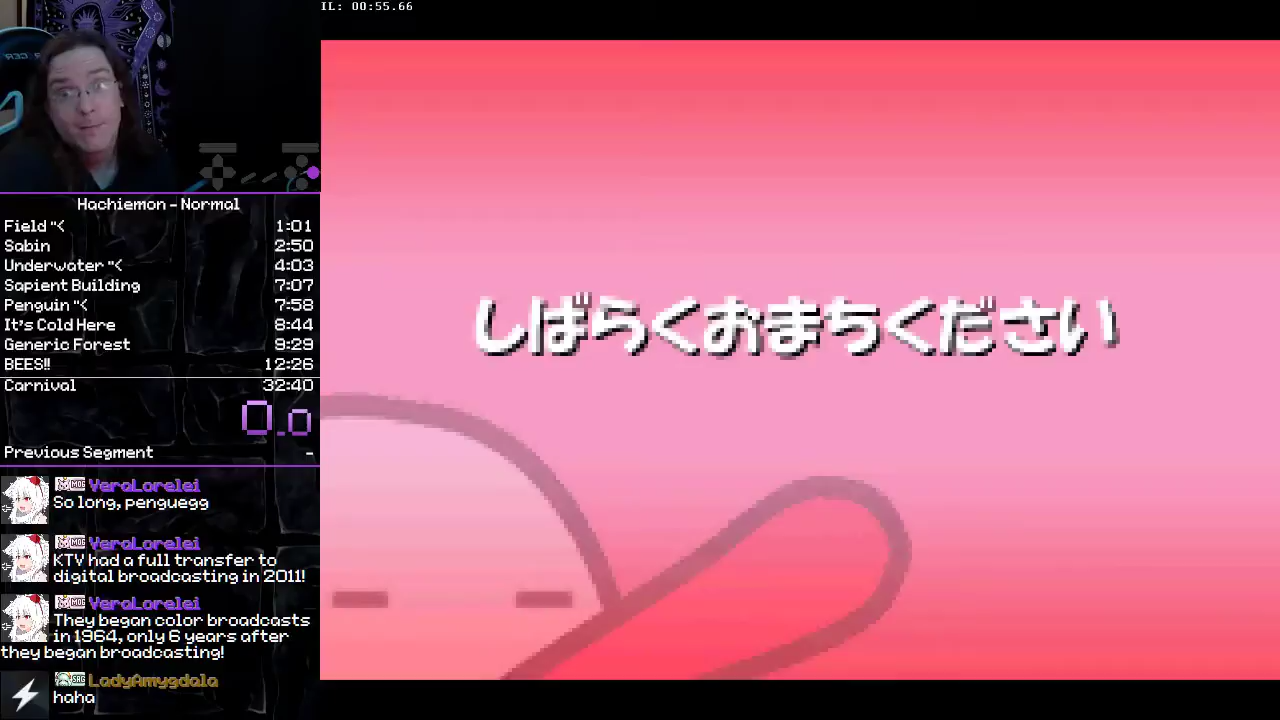 IL: 00:55.66
Hachiemon - Normal
Field "< 1:01
Sabin 2:50
Underwater "< 4:03
Sapient Building 7:07
Penguin "< 7:58
It's Cold Here 8:44
Generic Forest 9:29
BEES!! 12:26
Carnival 32:40
0.0
Previous Segment -
しばらくおまちください
VeraLorelei
So long, penguegg
VeraLorelei
KTV had a full transfer to
digital broadcasting in 2011!
VeraLorelei
They began color broadcasts
in 1964, only 6 years after
they began broadcasting!
LadyAmygdala
haha